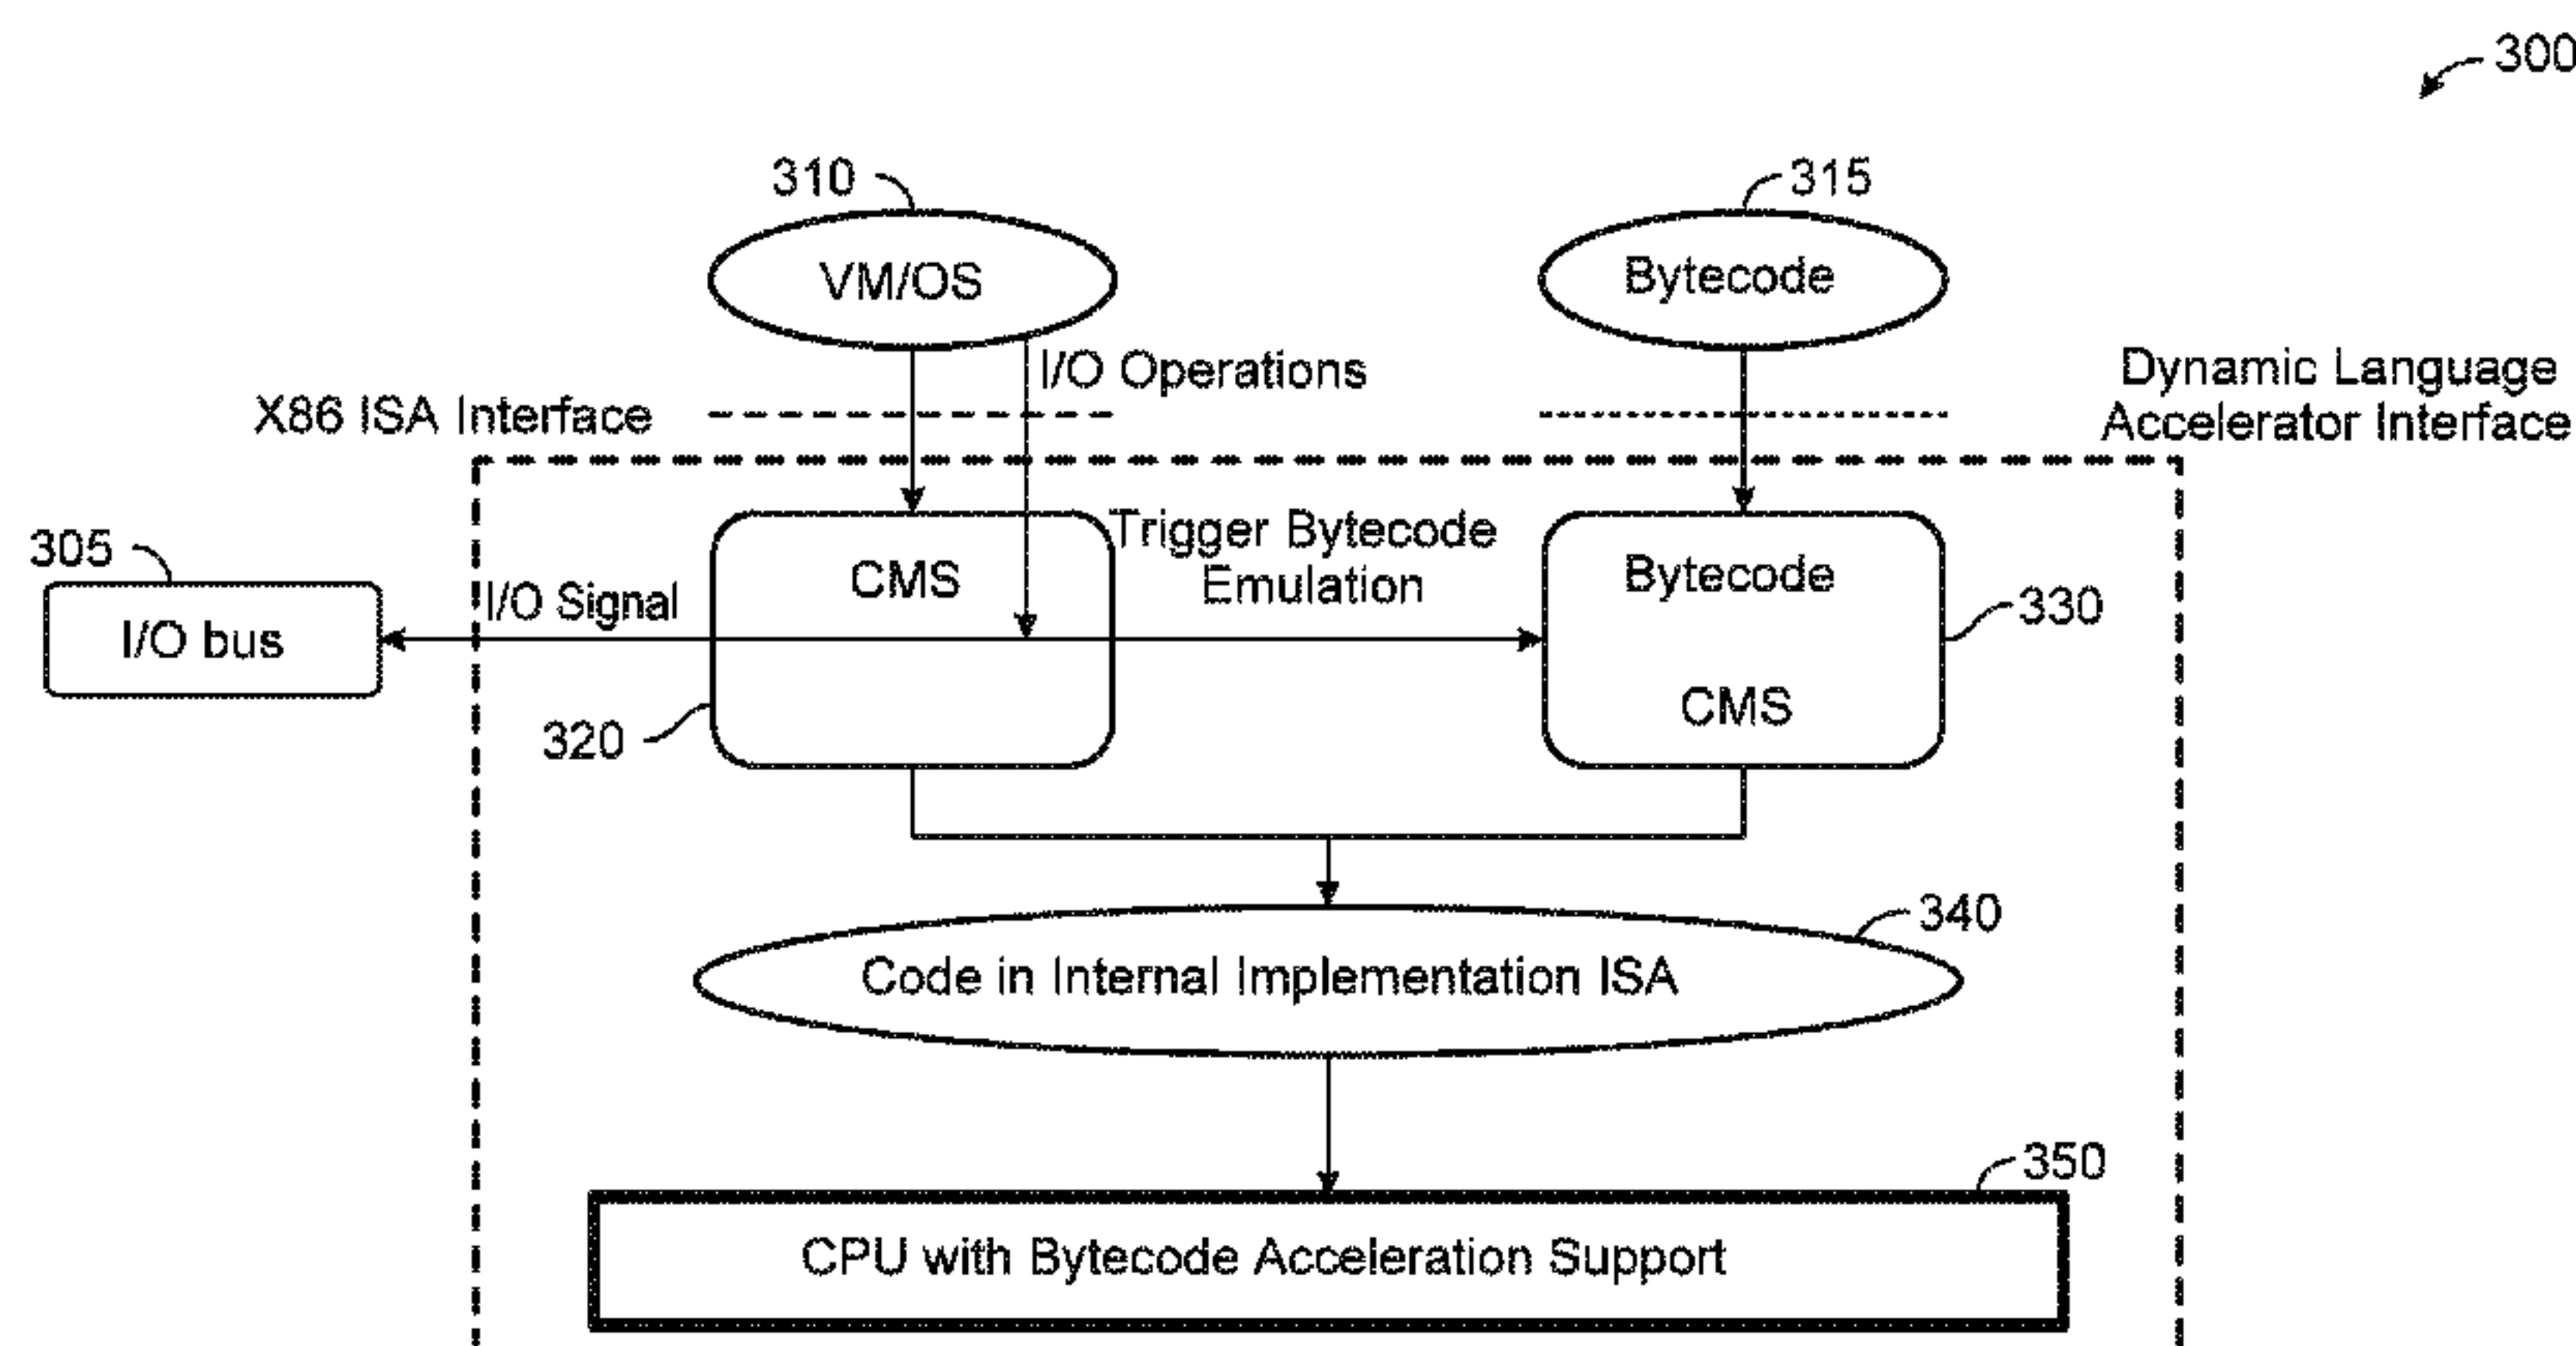 300
310
315
VM/OS
Bytecode
I/O Operations
X86 ISA Interface
Dynamic Language
Accelerator Interface
305
I/O bus
I/O Signal
CMS
Trigger Bytecode
Emulation
Bytecode
CMS
330
320
340
Code in Internal Implementation ISA
350
CPU with Bytecode Acceleration Support